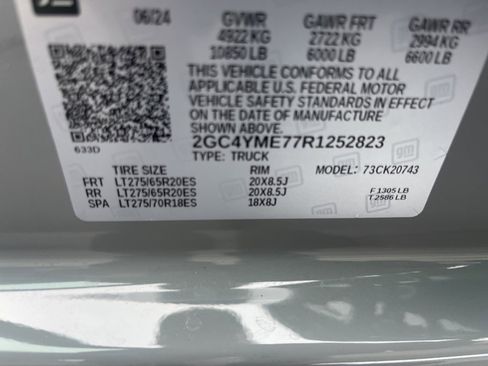 06/24 GVWR GAWR FRT GAWR RR
4922 KG 2722 KG 2994 KG
10850 LB 6000 LB 6600 LB
THIS VEHICLE CONFORMS TO ALL
APPLICABLE U.S. FEDERAL MOTOR
VEHICLE SAFETY STANDARDS IN EFFECT
ON THE DATE OF MANUFACTURE
633D
2GC4YME77R1252823
TYPE: TRUCK
TIRE SIZE RIM MODEL: 73CK20743
FRT LT275/65R20ES 20X8.5J F 1305 LB
RR LT275/65R20ES 20X8.5J T 2586 LB
SPA LT275/70R18ES 18X8J
gm